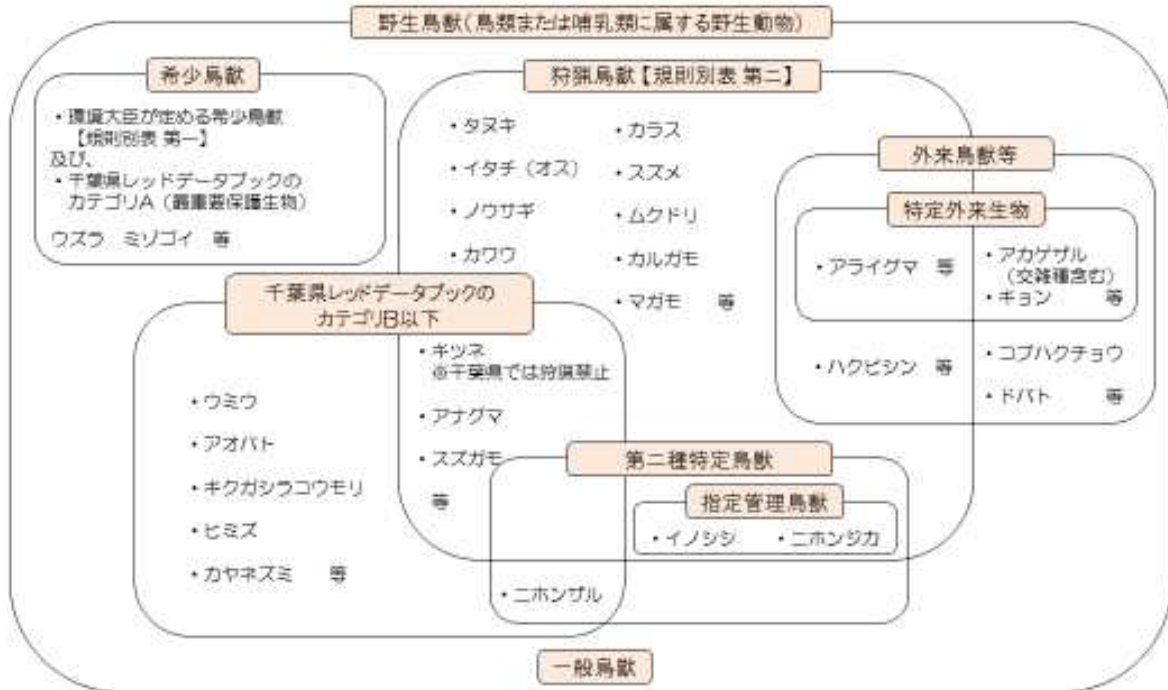 野生鳥獣(鳥類または哺乳類に属する野生動物)
希少鳥獣
・環境大臣が定める希少鳥獣
【規則別表 第一】
及び、
・千葉県レッドデータブックの
カテゴリA（最重要保護生物）
ウズラ ミゾゴイ 等
狩猟鳥獣【規則別表 第二】
・タヌキ
・イタチ（オス）
・ノウサギ
・カワウ
・カラス
・スズメ
・ムクドリ
・カルガモ
・マガモ 等
外来鳥獣等
特定外来生物
・アライグマ 等
・アカゲザル
（交雑種含む）
・キョン 等
・ハクビシン 等
・コブハクチョウ
・ドバト 等
千葉県レッドデータブックの
カテゴリB以下
・キツネ
※千葉県では狩猟禁止
・アナグマ
・スズガモ
等
・ウミウ
・アオバト
・キクガシラコウモリ
・ヒミズ
・カヤネズミ 等
第二種特定鳥獣
指定管理鳥獣
・イノシシ ・ニホンジカ
・ニホンザル
一般鳥獣